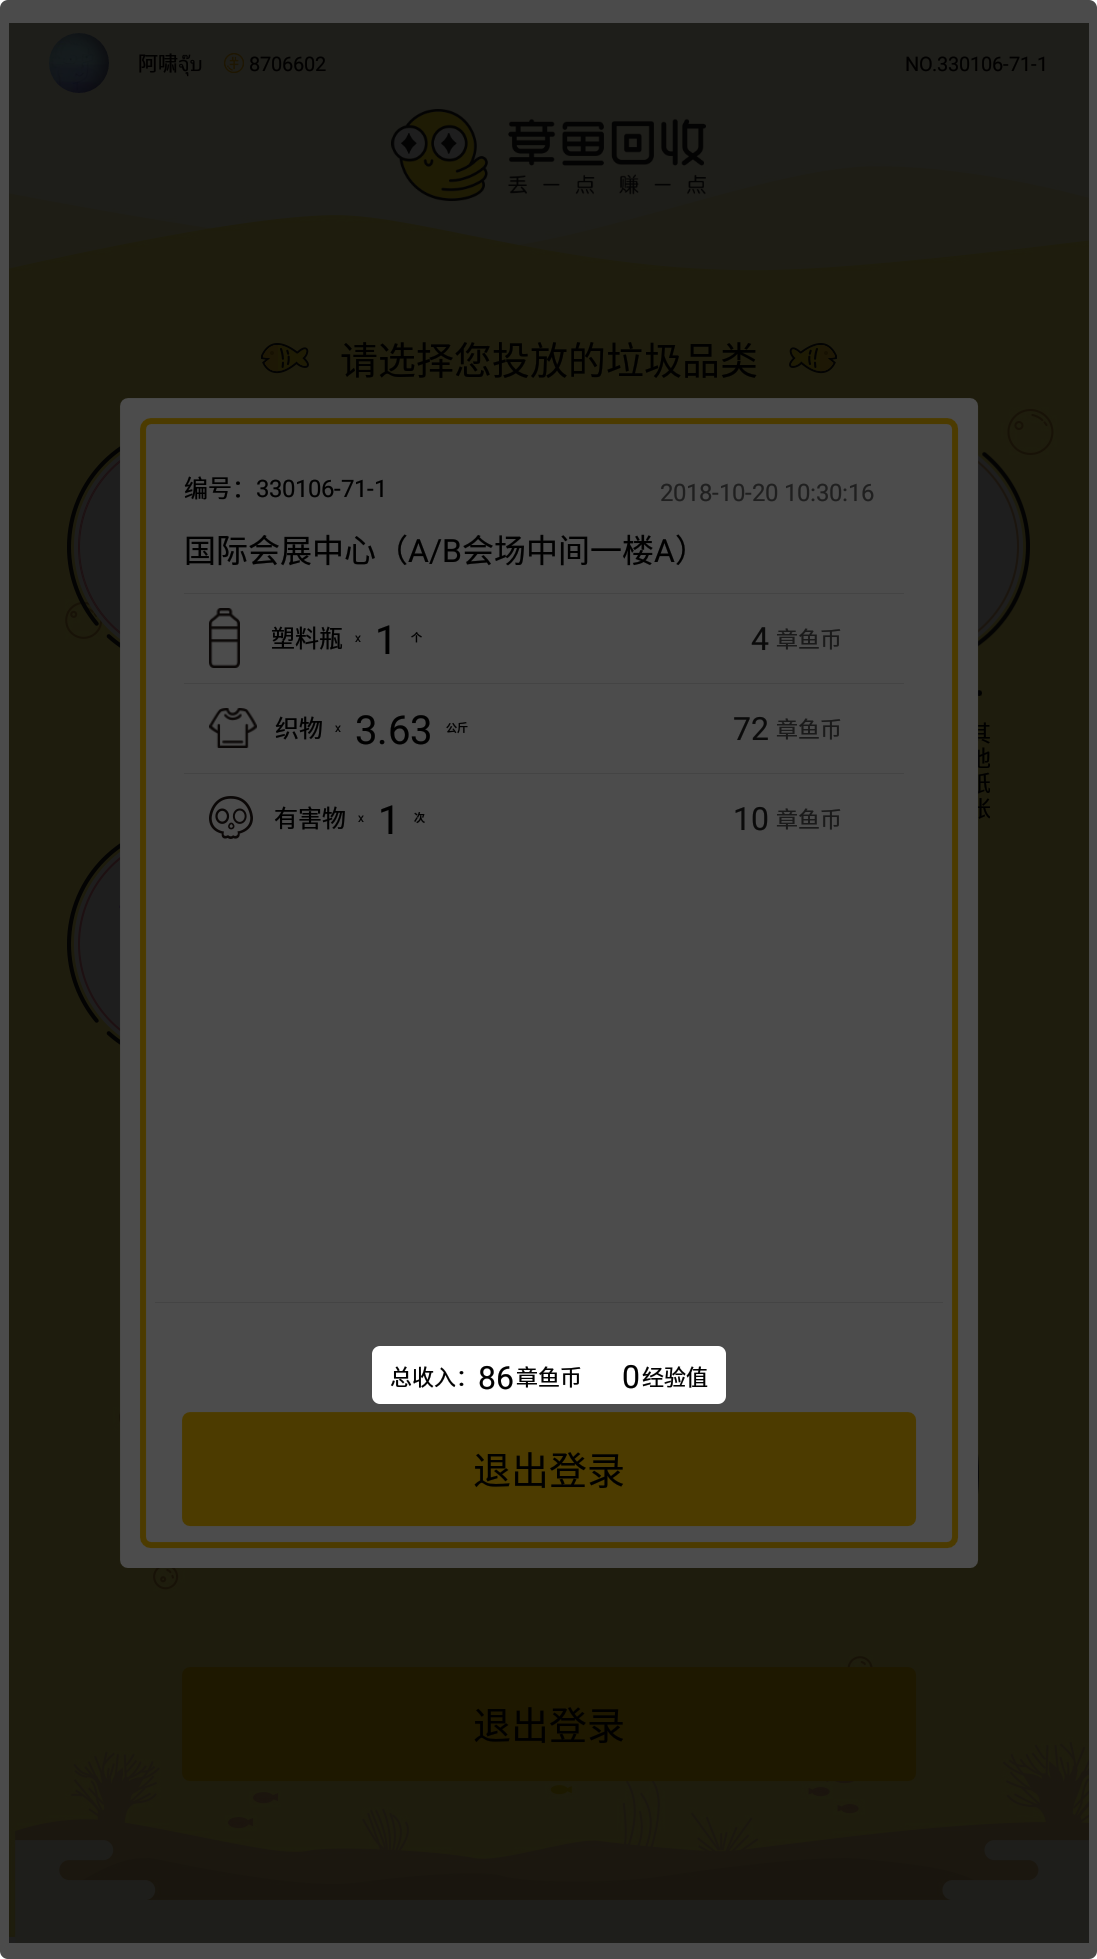 阿啸จุ๊บ 8706602 NO.330106-71-1
章鱼回收
丢一点 赚一点
请选择您投放的垃圾品类
编号：330106-71-1 2018-10-20 10:30:16
国际会展中心（A/B会场中间一楼A）
塑料瓶 x 1 个 4 章鱼币
织物 x 3.63 公斤 72 章鱼币
其他纸张
有害物 x 1 次 10 章鱼币
总收入：86章鱼币 0经验值
退出登录
退出登录